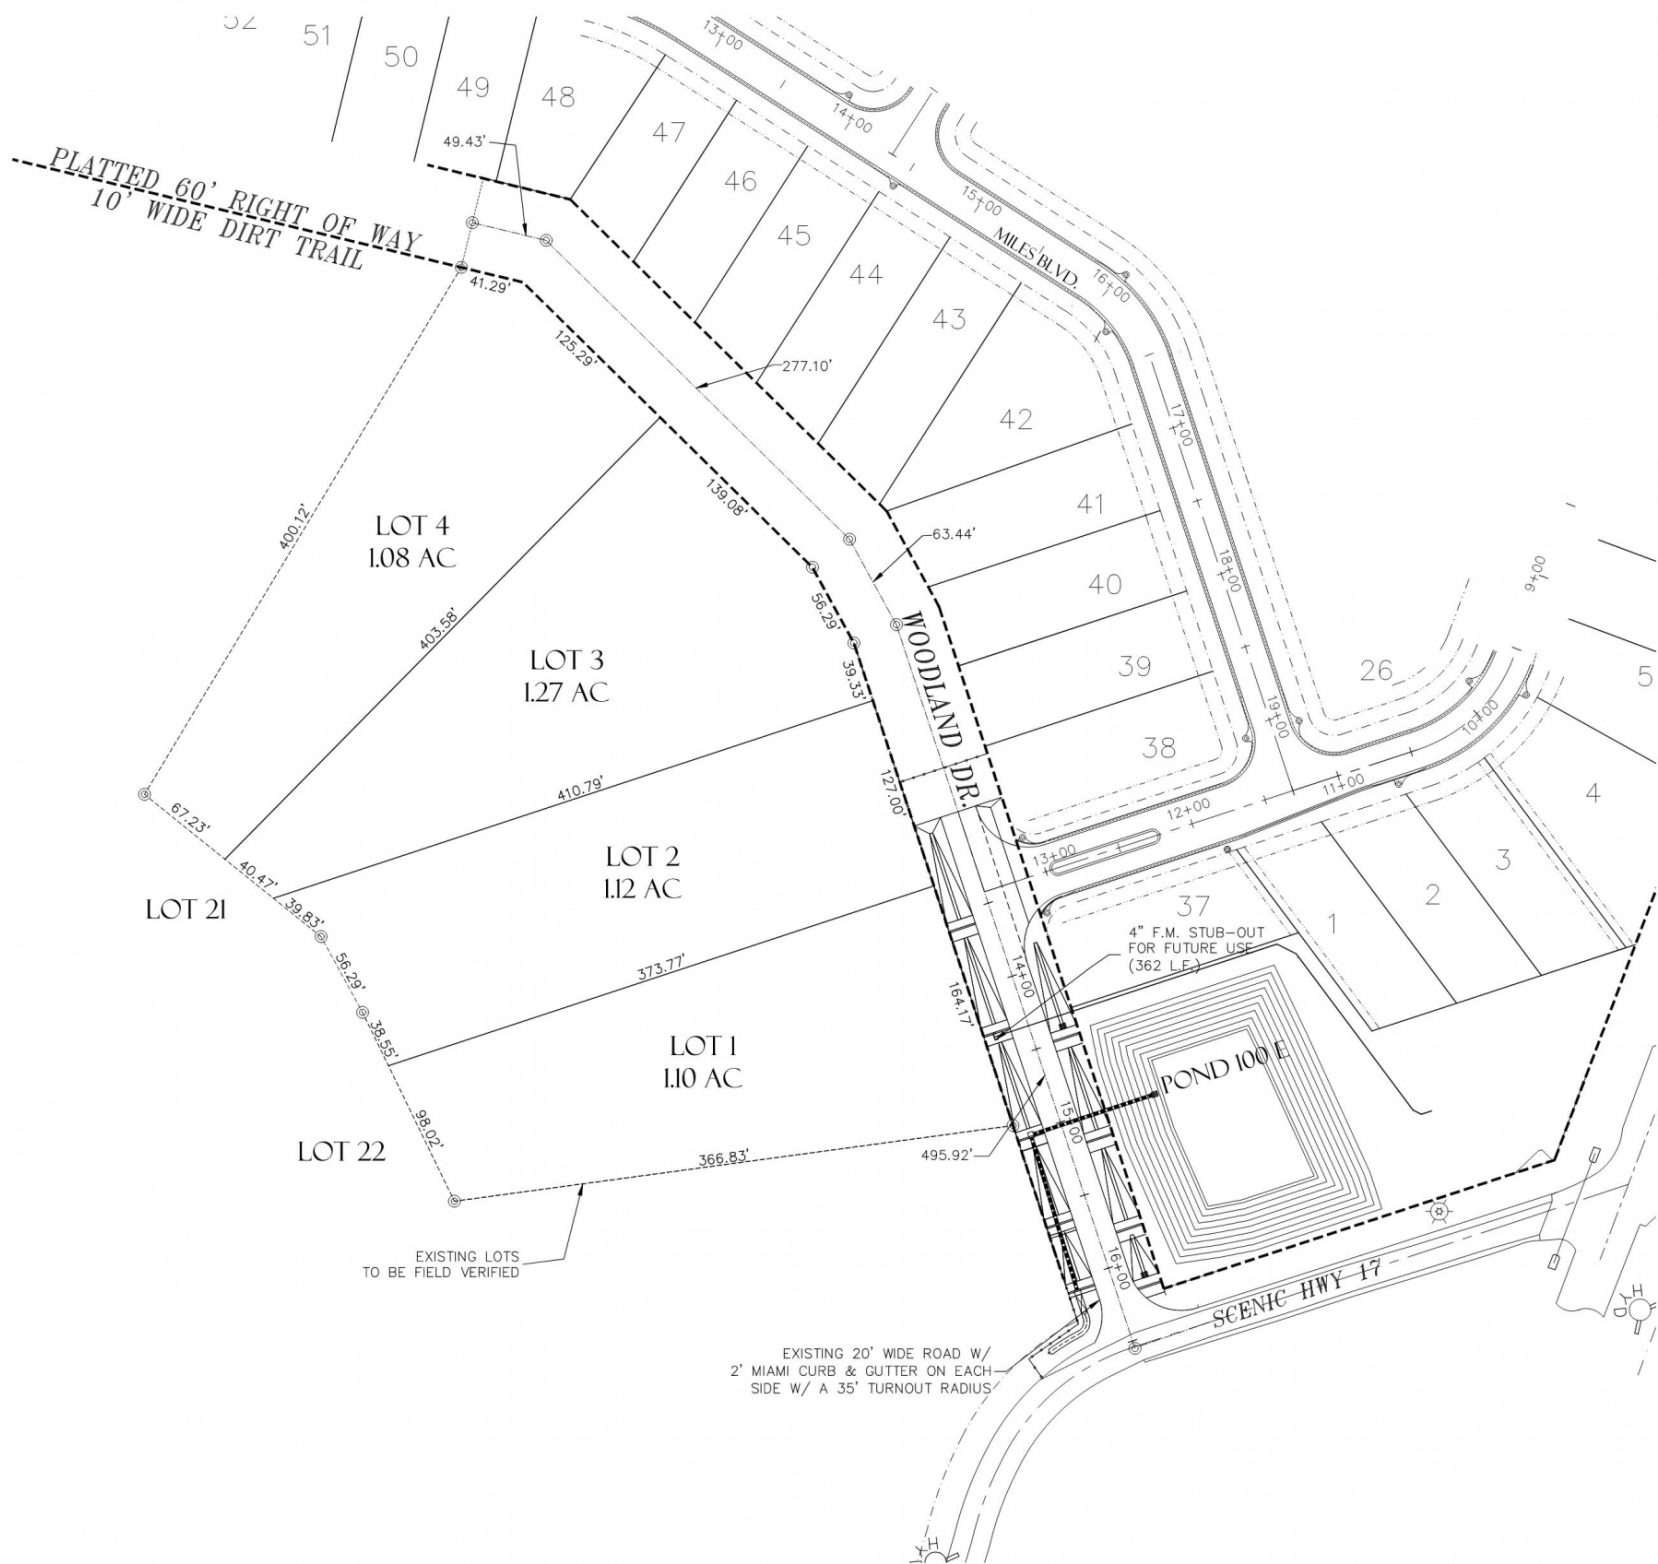 51
50
49
48
47
46
45
44
43
42
41
40
39
38
37
26
1
2
3
4
5
13+00
14+00
15+00
16+00
17+00
18+00
19+00
9+00
10+00
11+00
12+00
13+00
14+00
15+00
16+00
MILES BLVD.
PLATTED 60' RIGHT OF WAY
10' WIDE DIRT TRAIL
49.43'
41.29'
125.29'
277.10'
139.08'
63.44'
56.29'
39.33'
WOODLAND DR.
127.00'
164.17'
400.12'
LOT 4
1.08 AC
403.58'
LOT 3
1.27 AC
410.79'
67.23'
40.47'
39.83'
LOT 21
LOT 2
1.12 AC
373.77'
56.29'
38.55'
LOT 1
1.10 AC
98.02'
LOT 22
366.83'
495.92'
4" F.M. STUB-OUT
FOR FUTURE USE
(362 L.F.)
POND 100 E
EXISTING LOTS
TO BE FIELD VERIFIED
SCENIC HWY 17
EXISTING 20' WIDE ROAD W/
2' MIAMI CURB & GUTTER ON EACH
SIDE W/ A 35' TURNOUT RADIUS
HYD